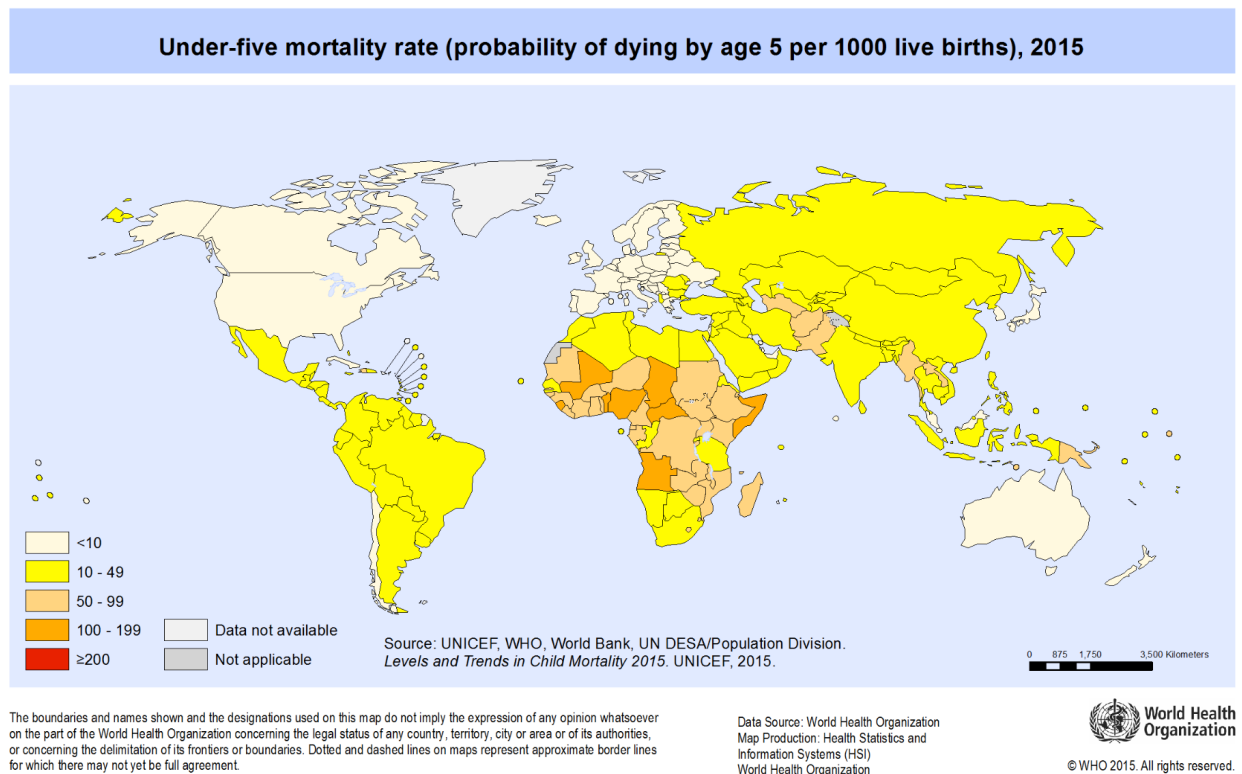 Under-five mortality rate (probability of dying by age 5 per 1000 live births), 2015
<10
10 - 49
50 - 99
100 - 199
≥200
Data not available
Not applicable
Source: UNICEF, WHO, World Bank, UN DESA/Population Division.
Levels and Trends in Child Mortality 2015. UNICEF, 2015.
0 875 1,750 3,500 Kilometers
The boundaries and names shown and the designations used on this map do not imply the expression of any opinion whatsoever
on the part of the World Health Organization concerning the legal status of any country, territory, city or area or of its authorities,
or concerning the delimitation of its frontiers or boundaries. Dotted and dashed lines on maps represent approximate border lines
for which there may not yet be full agreement.
Data Source: World Health Organization
Map Production: Health Statistics and
Information Systems (HSI)
World Health Organization
World Health
Organization
© WHO 2015. All rights reserved.